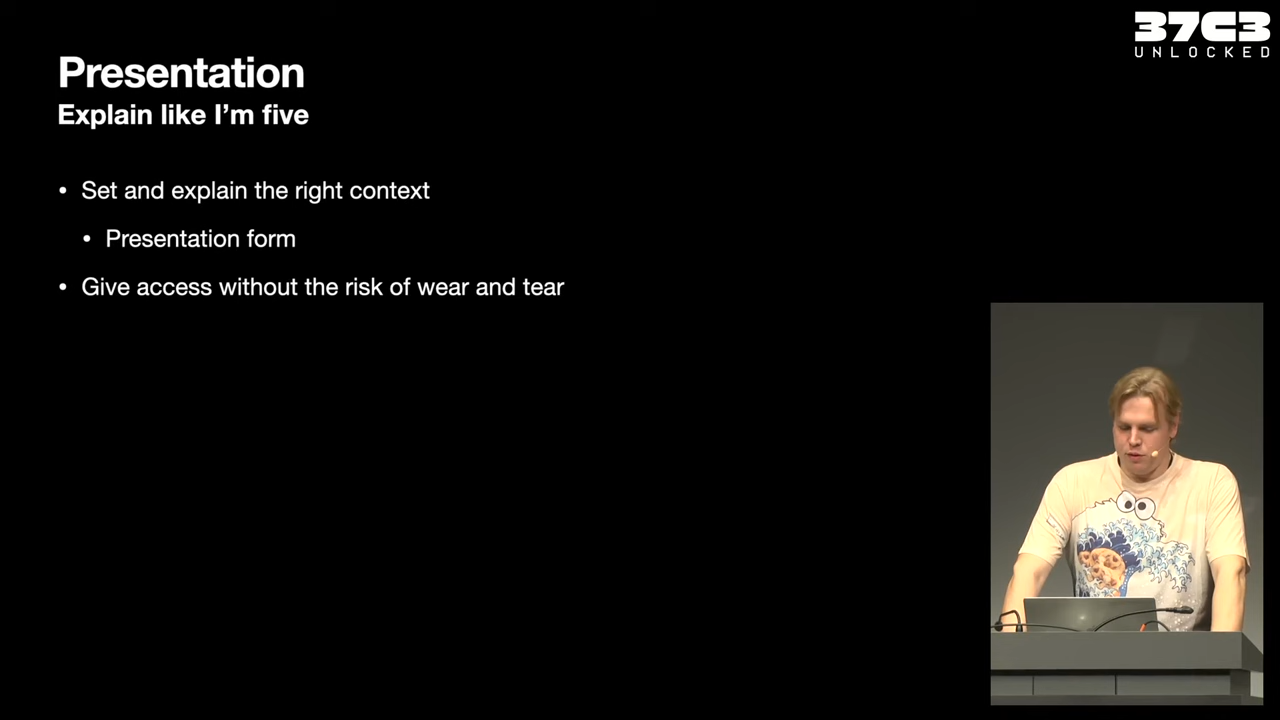 37C3
UNLOCKED
Presentation
Explain like I’m five
• Set and explain the right context
• Presentation form
• Give access without the risk of wear and tear